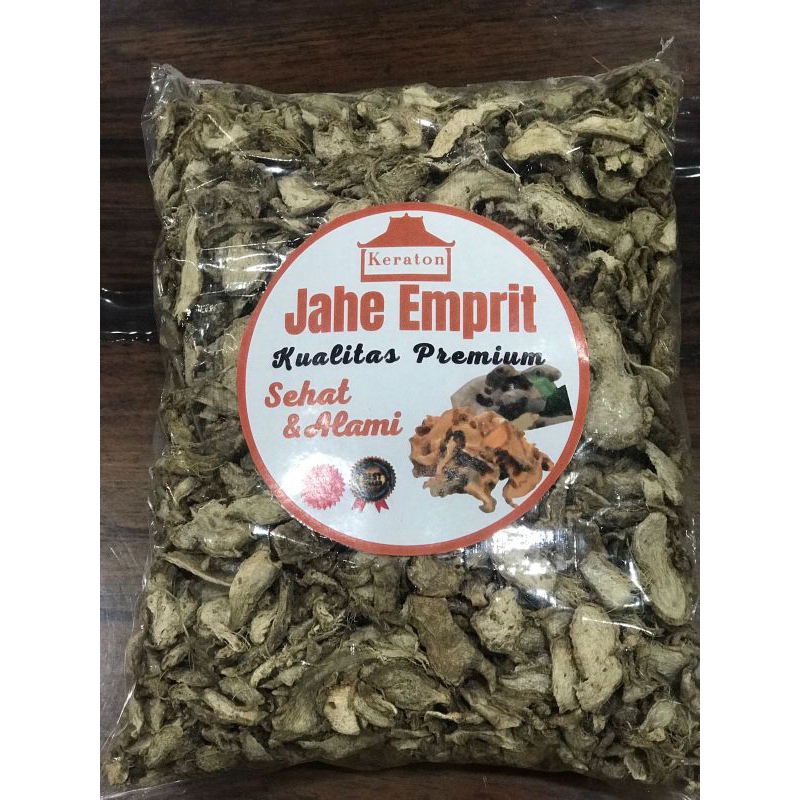 Keraton
Jahe Emprit
Kualitas Premium
Sehat
&Alami